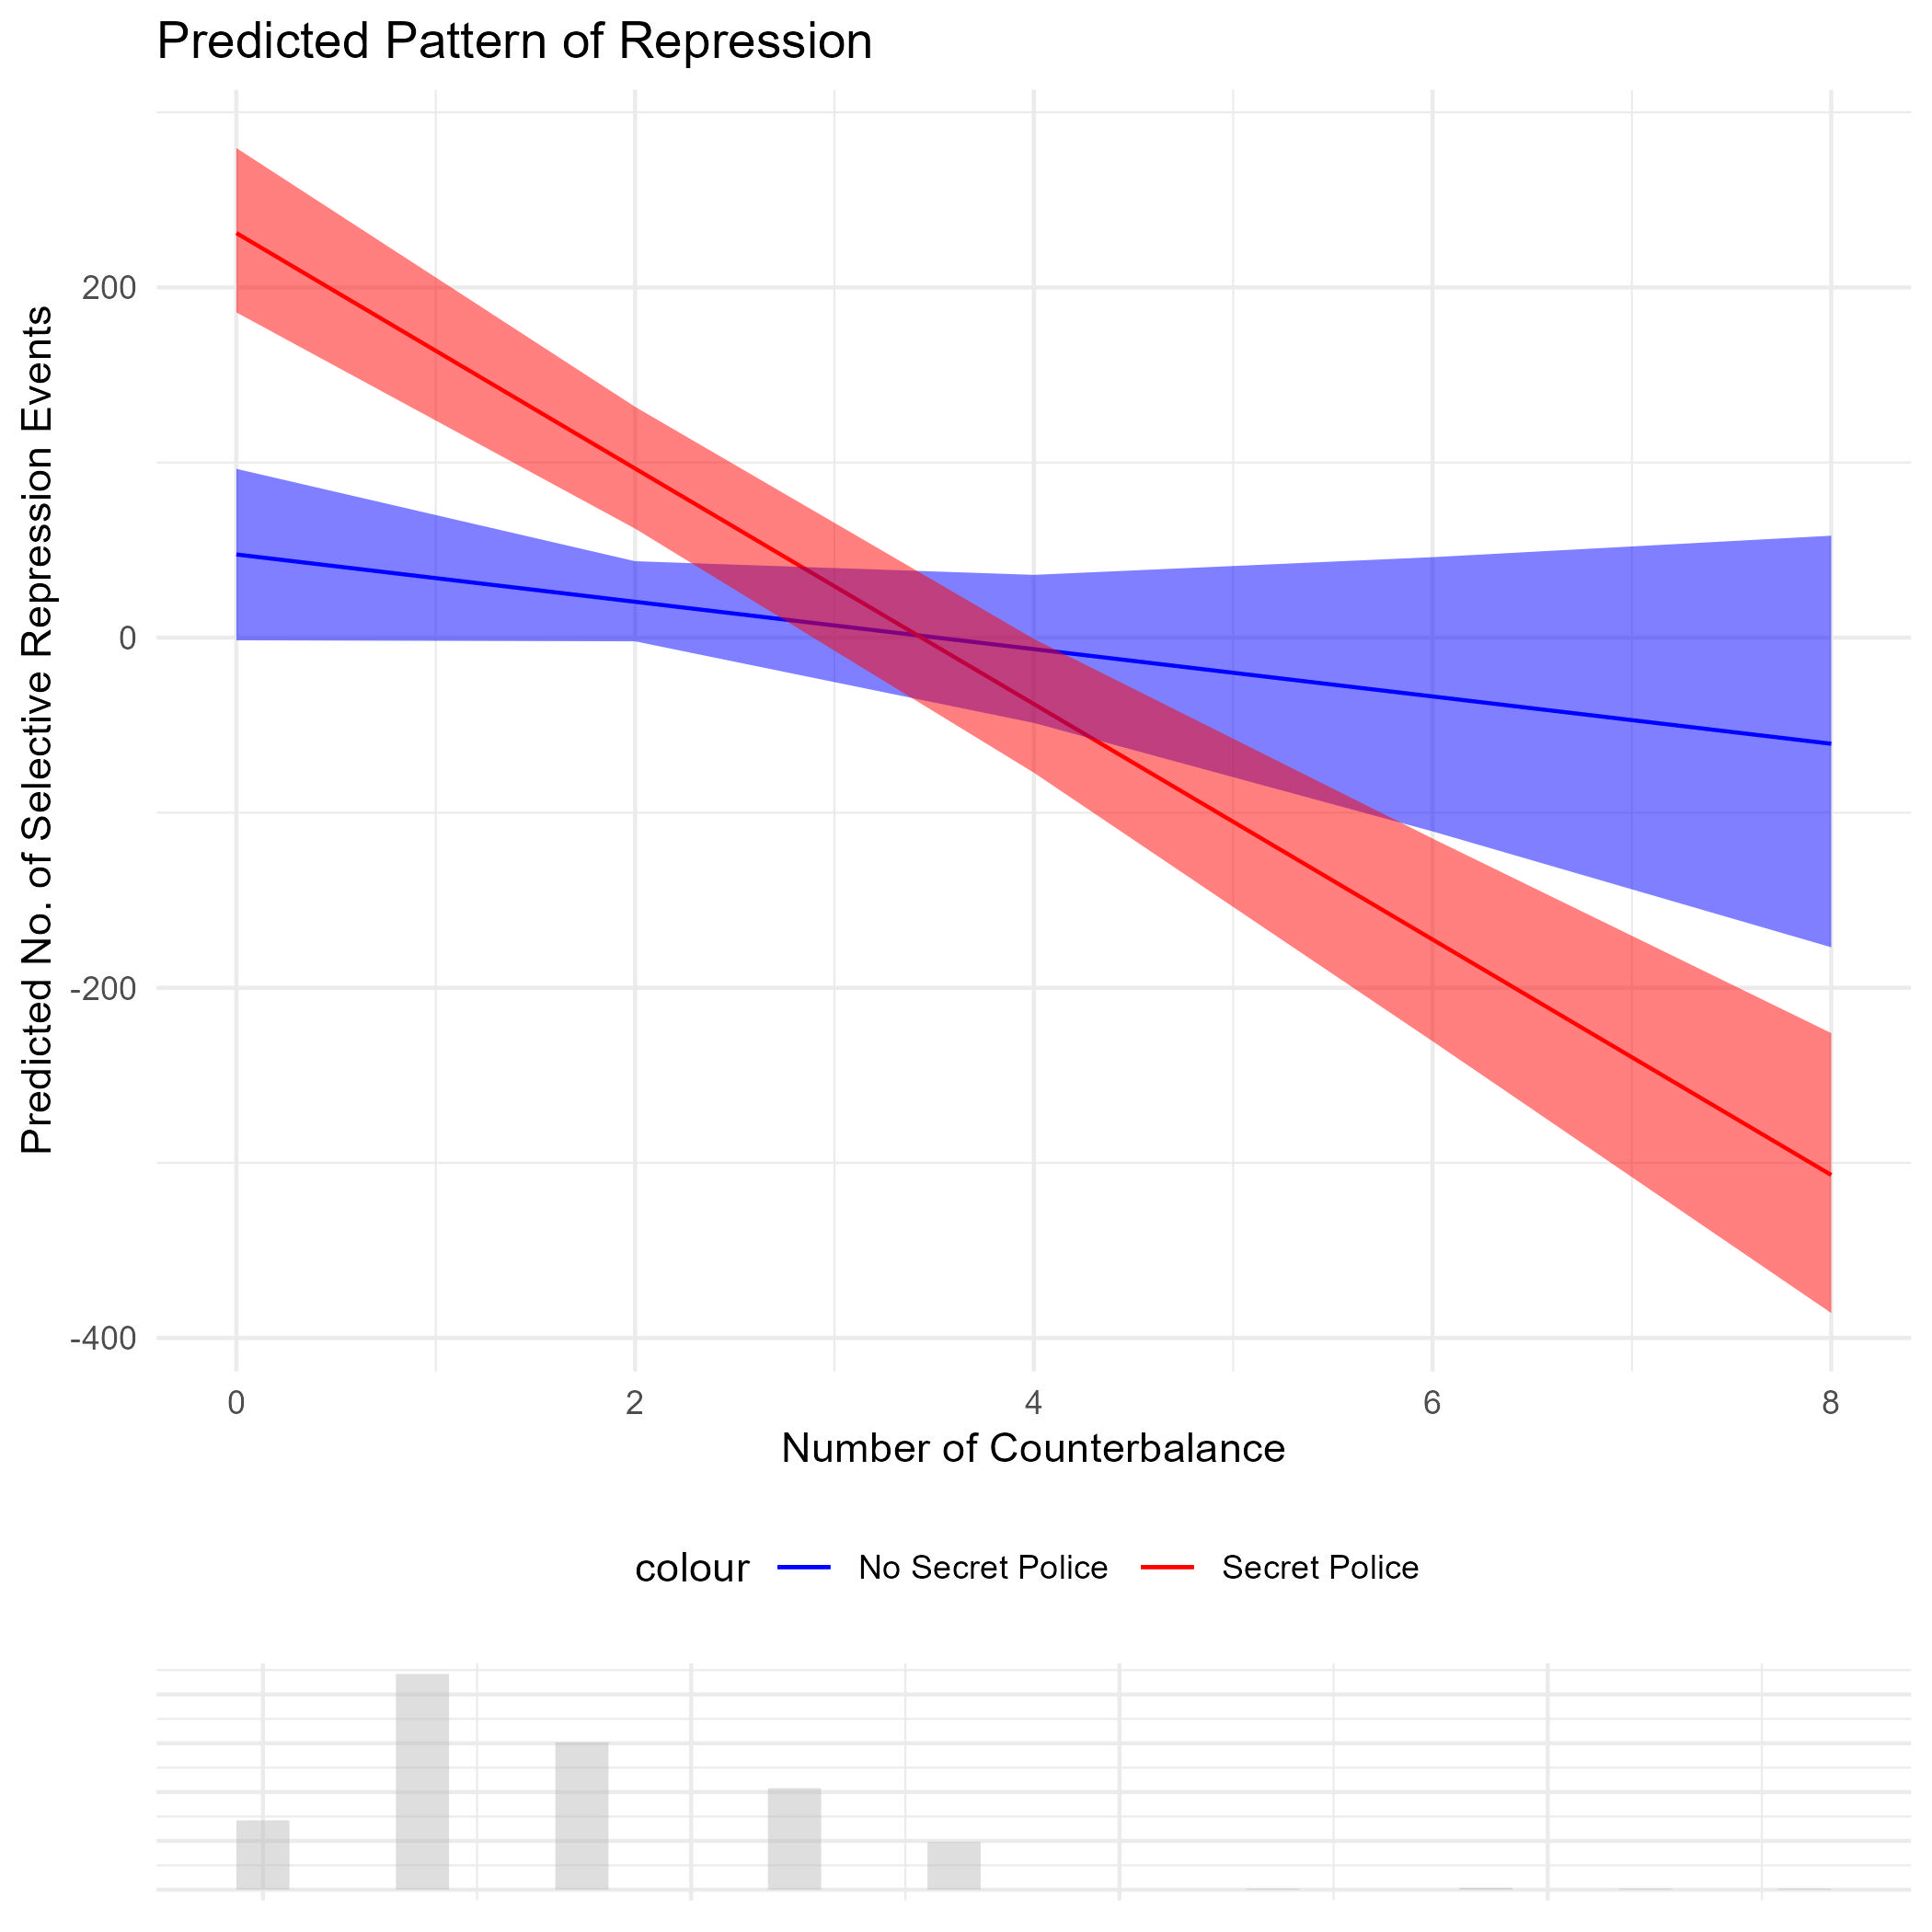 Predicted Pattern of Repression
Predicted No. of Selective Repression Events
200
0
-200
-400
0 2 4 6 8
Number of Counterbalance
colour No Secret Police Secret Police